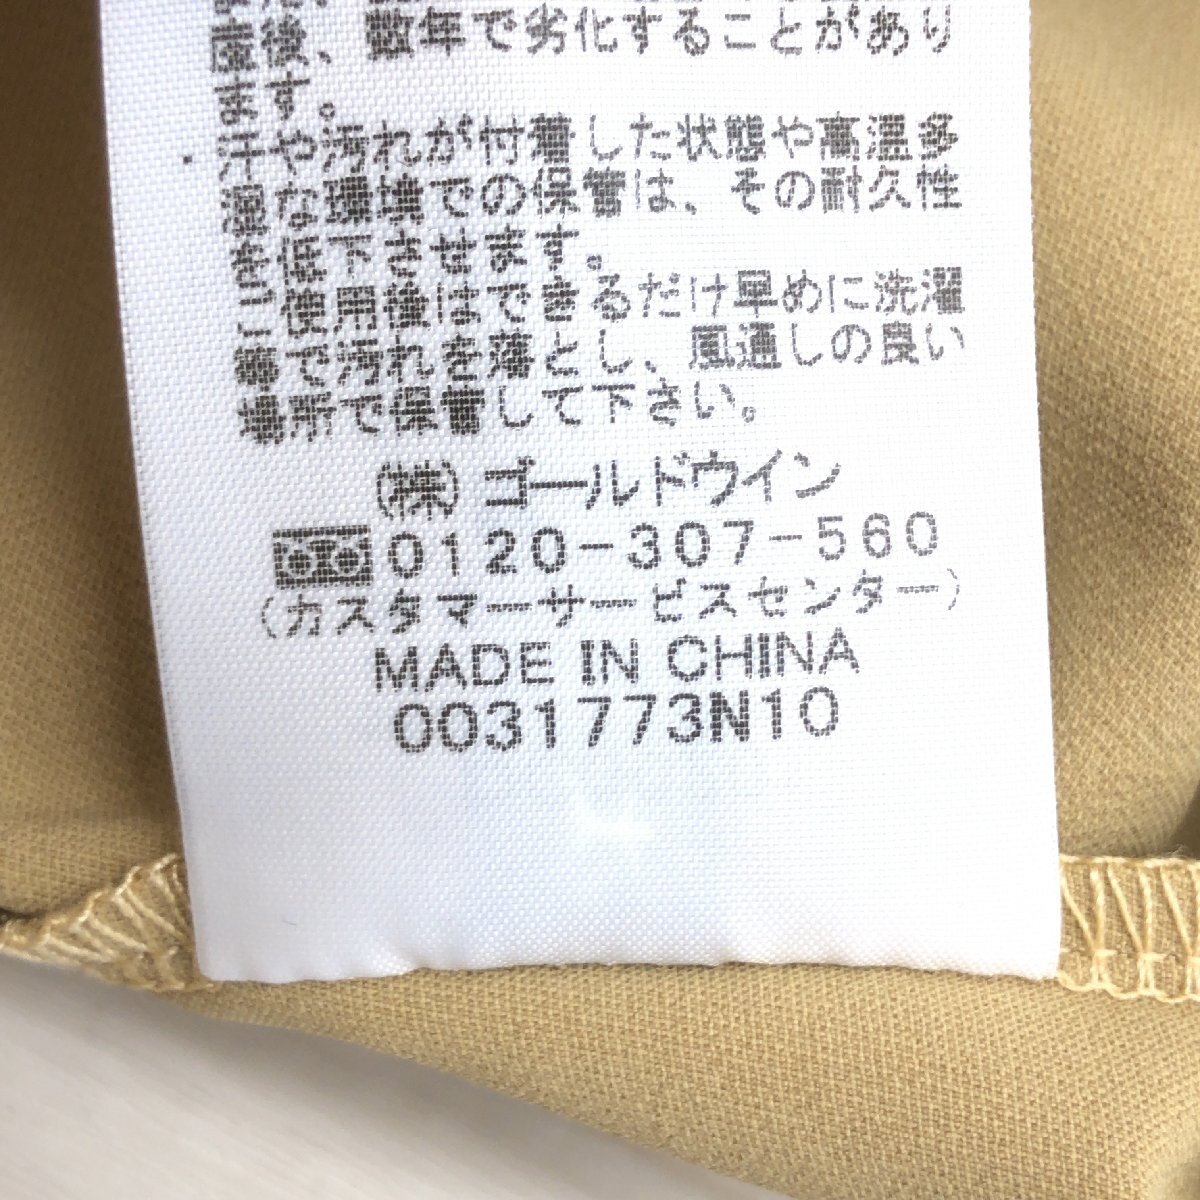 産後、数年で劣化することがあり
ます。
・汗や汚れが付着した状態や高温多
湿な環境での保管は、その耐久性
を低下させます。
ご使用後はできるだけ早めに洗濯
等で汚れを落とし、風通しの良い
場所で保管して下さい。
(株) ゴールドウイン
0120-307-560
(カスタマーサービスセンター)
MADE IN CHINA
0031773N10